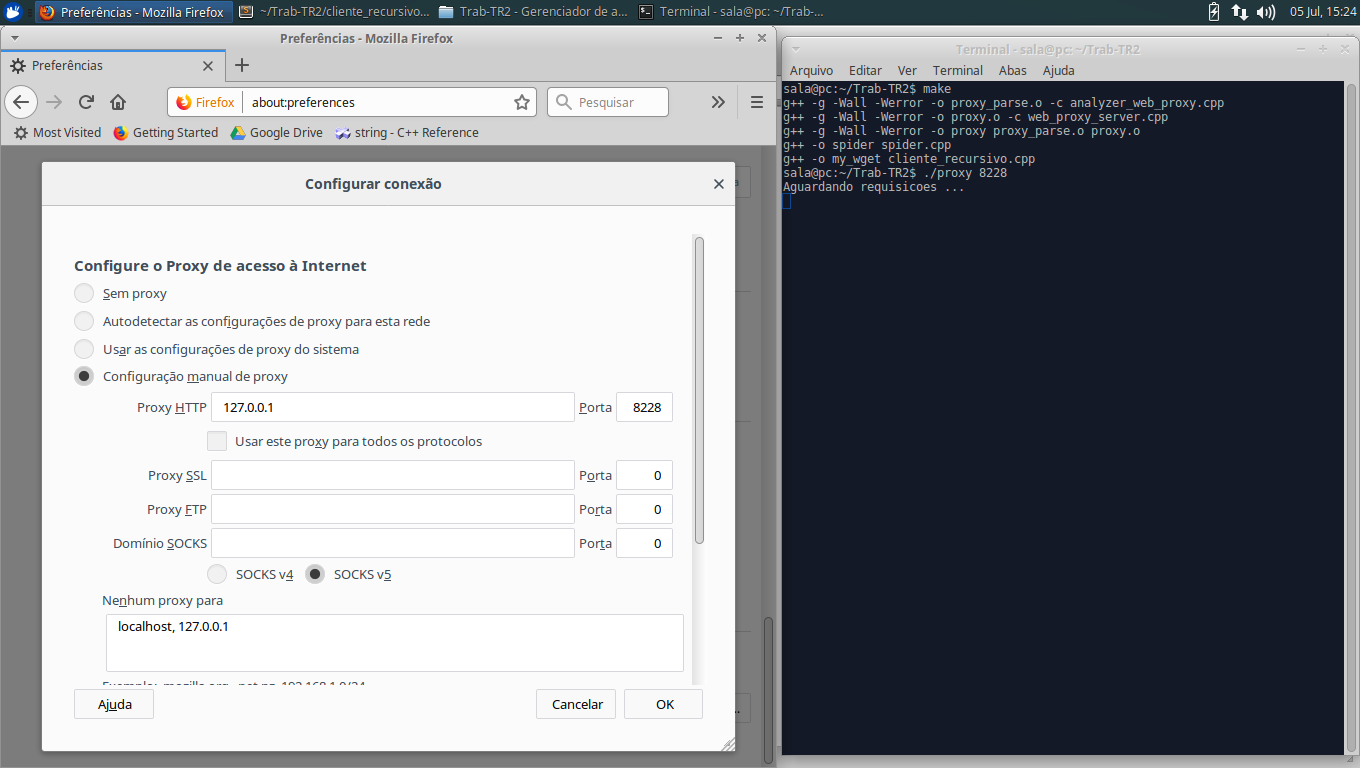 Preferências - Mozilla Firefox
~/Trab-TR2/cliente_recursivo...
Trab-TR2 - Gerenciador de a...
Terminal - sala@pc: ~/Trab-...
05 Jul, 15:24
Preferências - Mozilla Firefox
Preferências
Firefox
about:preferences
Pesquisar
Most Visited
Getting Started
Google Drive
string - C++ Reference
Configurar conexão
Configure o Proxy de acesso à Internet
Sem proxy
Autodetectar as configurações de proxy para esta rede
Usar as configurações de proxy do sistema
Configuração manual de proxy
Proxy HTTP 127.0.0.1 Porta 8228
Usar este proxy para todos os protocolos
Proxy SSL Porta 0
Proxy FTP Porta 0
Domínio SOCKS Porta 0
SOCKS v4 SOCKS v5
Nenhum proxy para
localhost, 127.0.0.1
Ajuda
Cancelar
OK
Terminal - sala@pc: ~/Trab-TR2
Arquivo Editar Ver Terminal Abas Ajuda
sala@pc:~/Trab-TR2$ make
g++ -g -Wall -Werror -o proxy_parse.o -c analyzer_web_proxy.cpp
g++ -g -Wall -Werror -o proxy.o -c web_proxy_server.cpp
g++ -g -Wall -Werror -o proxy proxy_parse.o proxy.o
g++ -o spider spider.cpp
g++ -o my_wget cliente_recursivo.cpp
sala@pc:~/Trab-TR2$ ./proxy 8228
Aguardando requisicoes ...